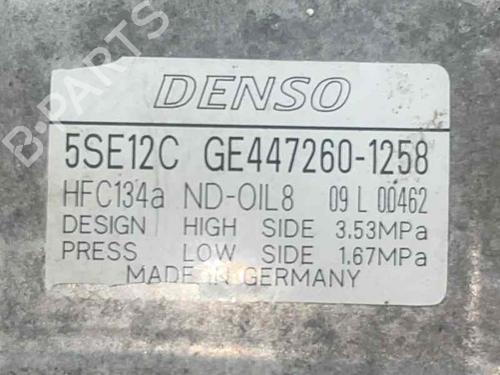 B-PARTS
DENSO
5SE12C GE447260-1258
HFC134a ND-OIL8 09 L 00462
DESIGN HIGH SIDE 3.53MPa
PRESS LOW SIDE 1.67MPa
MADE IN GERMANY